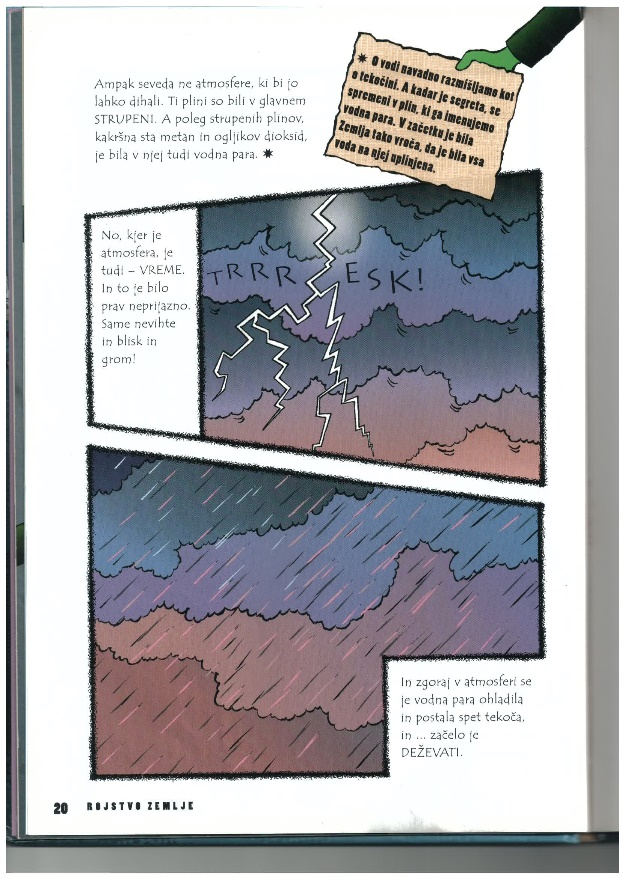 Ampak seveda ne atmosfere, ki bi jo
lahko dihali. Ti plini so bili v glavnem
STRUPENI. A poleg strupenih plinov,
kakršna sta metan in ogljikov dioksid,
je bila v njej tudi vodna para. ✷
✷ O vodi navadno razmišljamo kot
o tekočini. A kadar je segreta, se
spremeni v plin, ki ga imenujemo
vodna para. V začetku je bila
Zemlja tako vroča, da je bila vsa
voda na njej uplinjena.
No, kjer je
atmosfera, je
tudi – VREME.
In to je bilo
prav neprijazno.
Same nevihte
in blisk in
grom!
TRRR ESK!
In zgoraj v atmosferi se
je vodna para ohladila
in postala spet tekoča,
in ... začelo je
DEŽEVATI.
20 ROJSTVO ZEMLJE